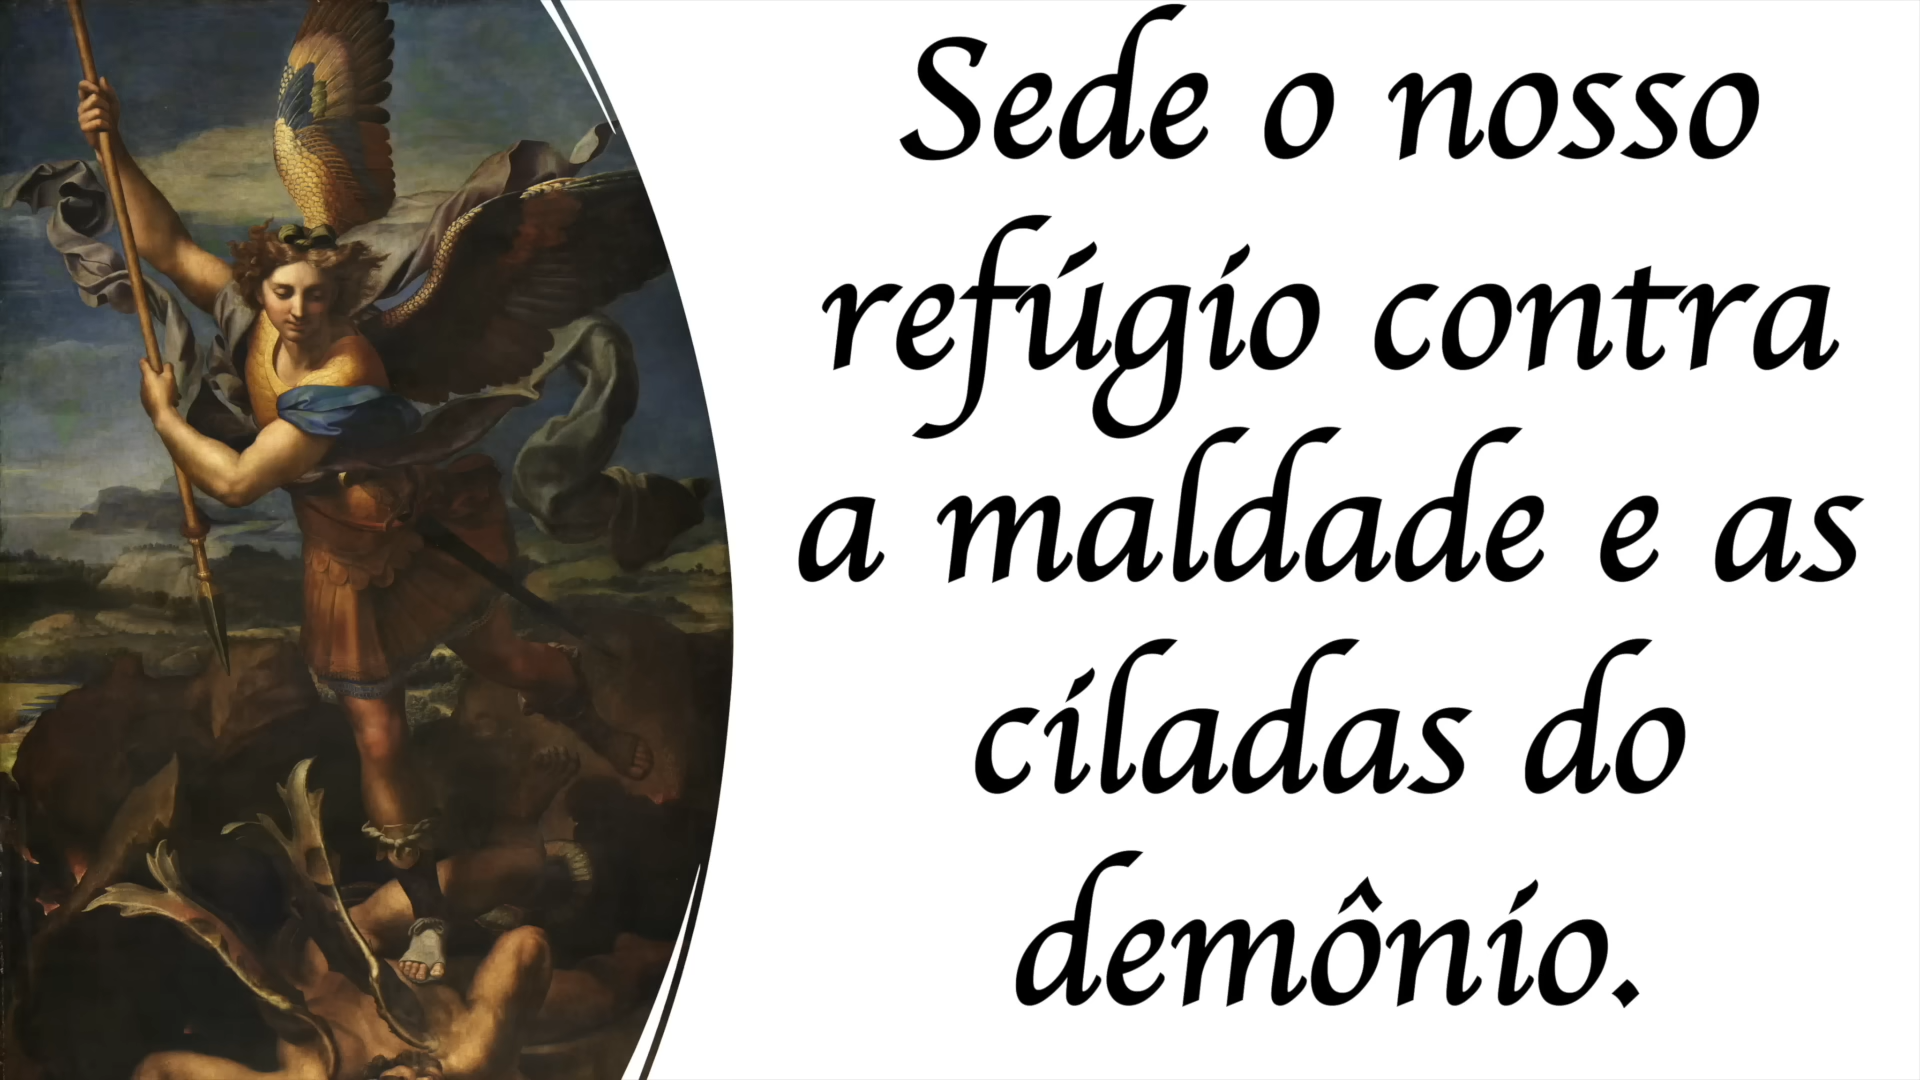 Sede o nosso
refúgio contra
a maldade e as
ciladas do
demônio.